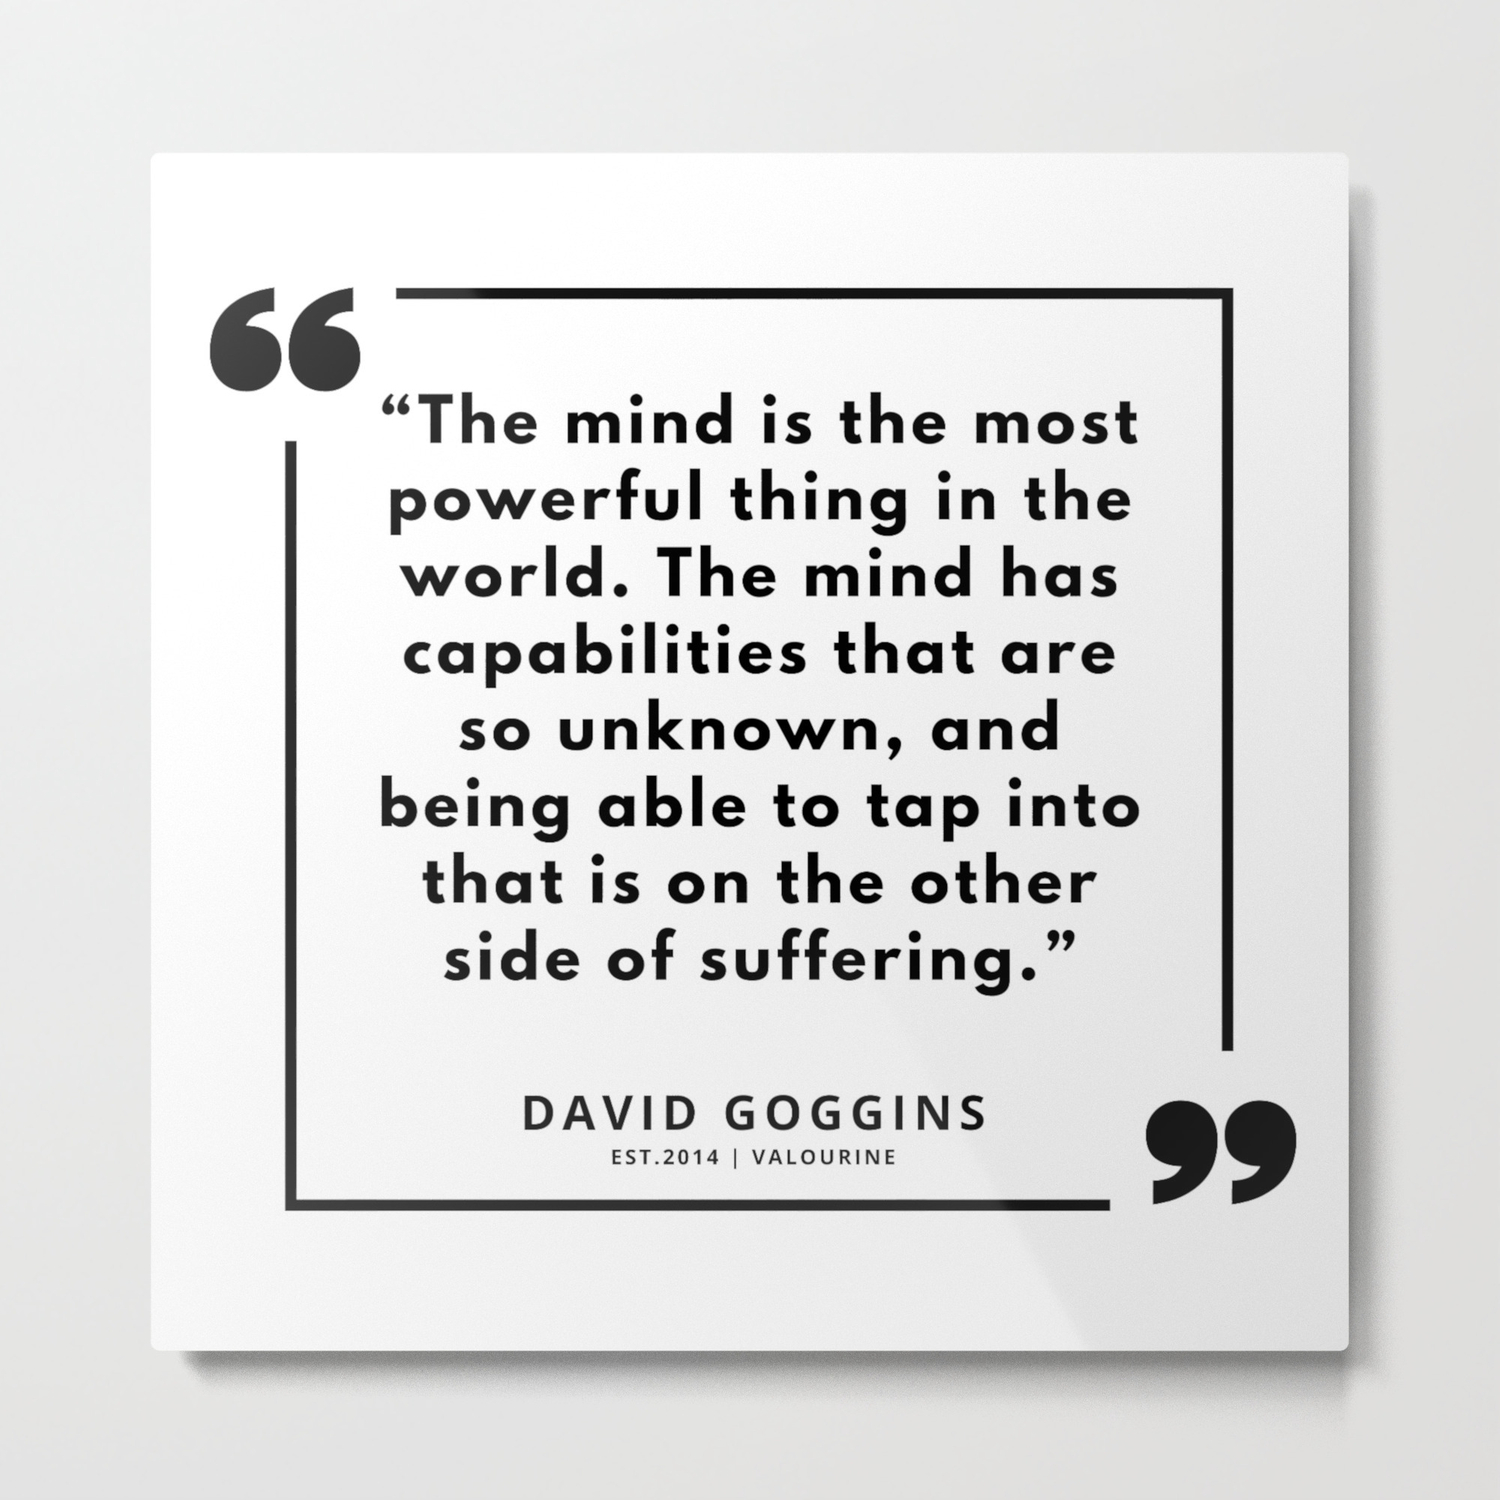 “
“The mind is the most
powerful thing in the
world. The mind has
capabilities that are
so unknown, and
being able to tap into
that is on the other
side of suffering.”
DAVID GOGGINS
EST.2014 | VALOURINE
”